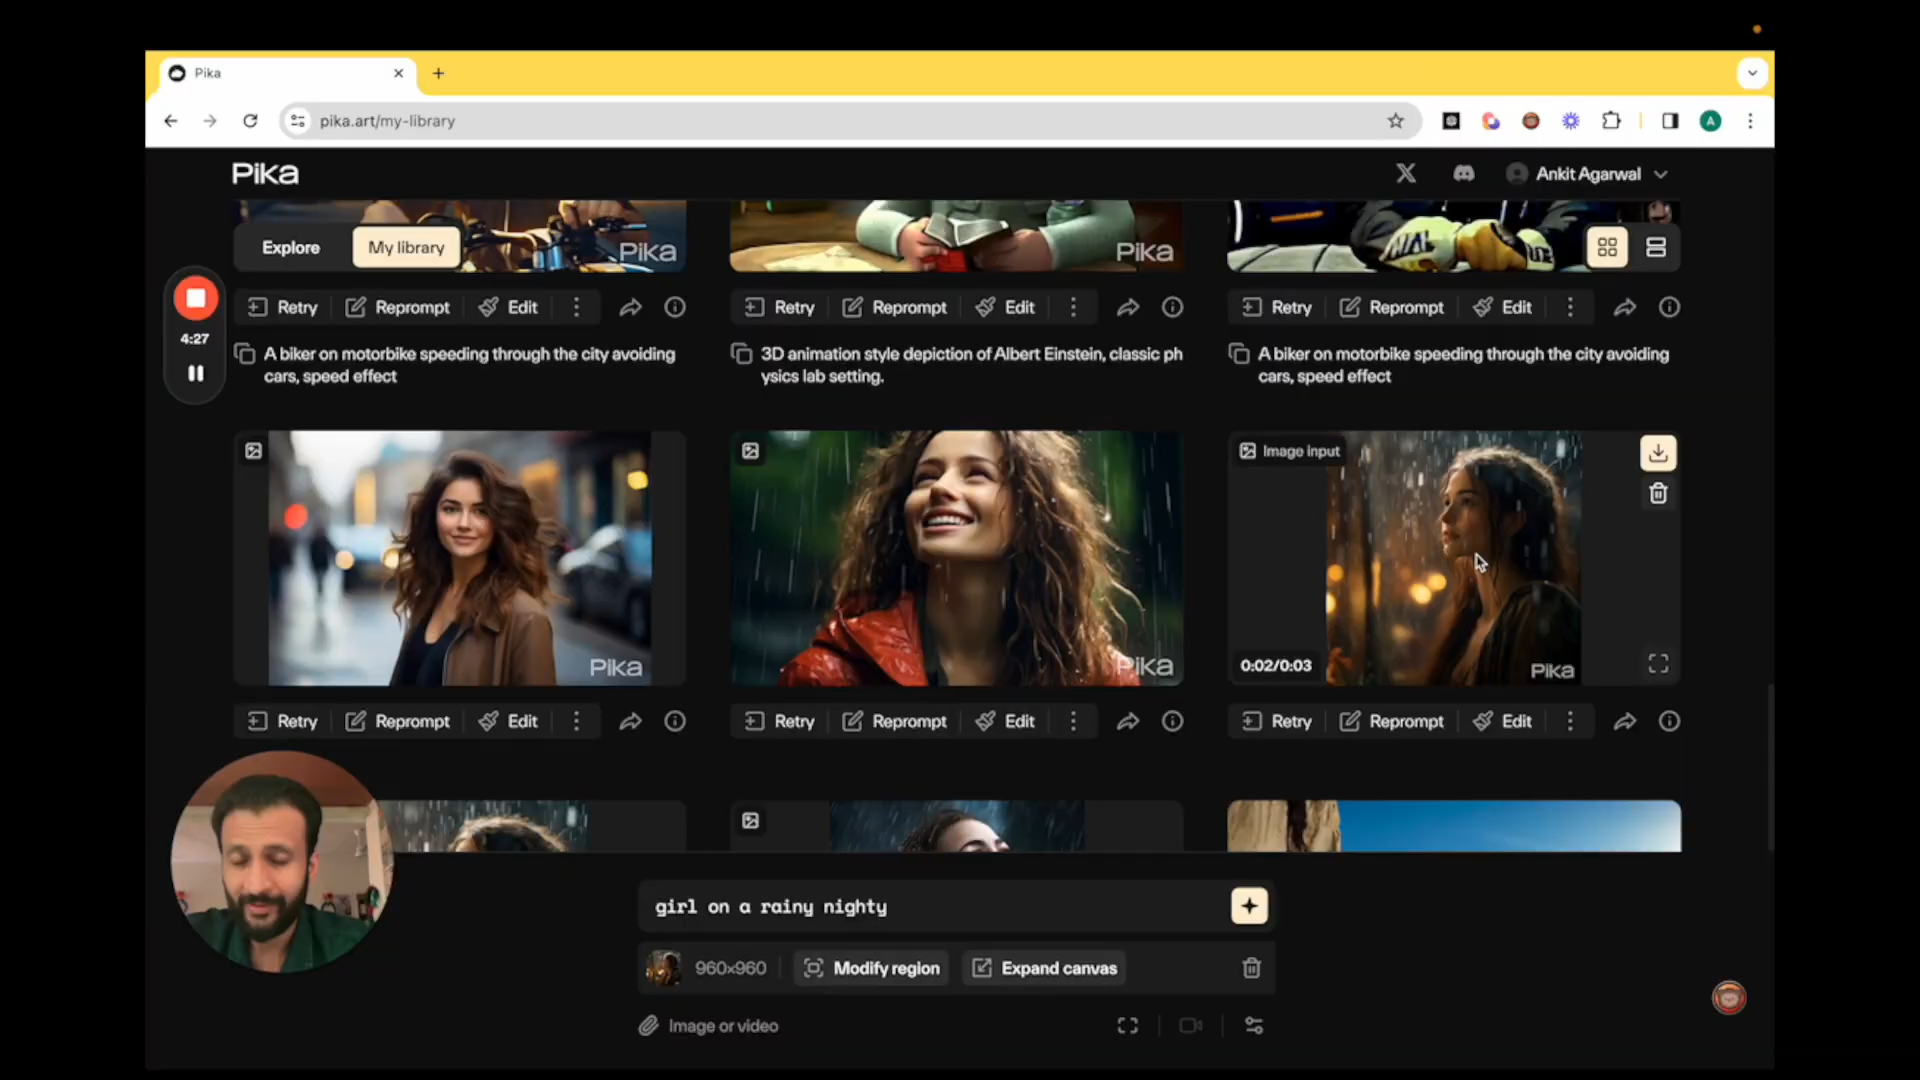 Pika
pika.art/my-library
A
Pika
Ankit Agarwal
Explore
My library
Pika
Pika
4:27
Retry
Reprompt
Edit
Retry
Reprompt
Edit
Retry
Reprompt
Edit
A biker on motorbike speeding through the city avoiding
cars, speed effect
3D animation style depiction of Albert Einstein, classic ph
ysics lab setting.
A biker on motorbike speeding through the city avoiding
cars, speed effect
Image input
Pika
Pika
0:02/0:03
Pika
Retry
Reprompt
Edit
Retry
Reprompt
Edit
Retry
Reprompt
Edit
girl on a rainy nighty
960×960
Modify region
Expand canvas
Image or video